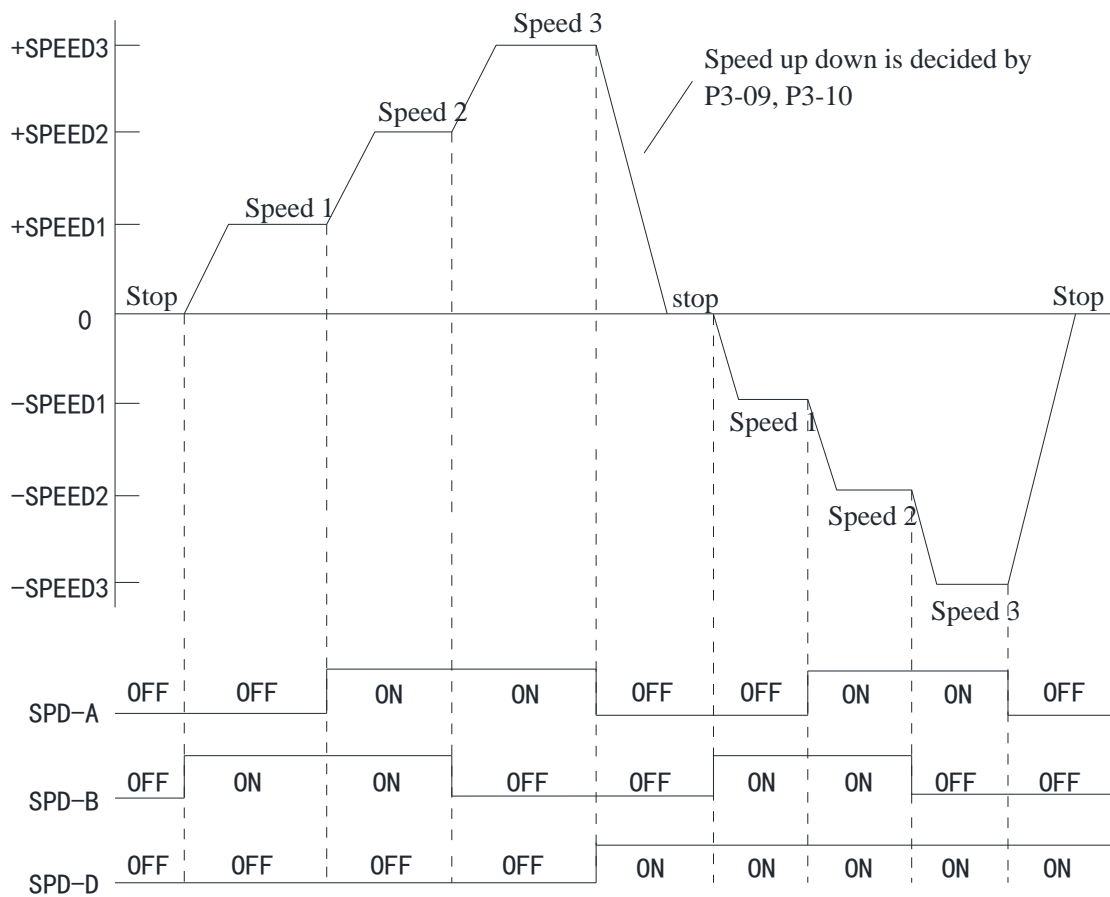 Speed 3
+SPEED3
Speed up down is decided by
P3-09, P3-10
Speed 2
+SPEED2
Speed 1
+SPEED1
Stop
stop
Stop
0
-SPEED1
Speed 1
-SPEED2
Speed 2
-SPEED3
Speed 3
OFF OFF ON ON OFF OFF ON ON OFF
SPD-A
OFF ON ON OFF OFF ON ON OFF OFF
SPD-B
OFF OFF OFF OFF ON ON ON ON ON
SPD-D